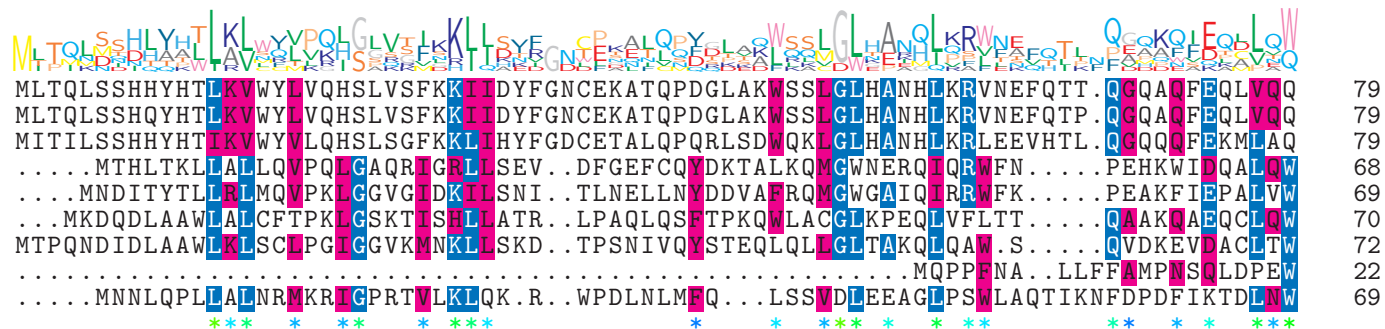 MLTQLSSHHYHTLKVWYLVQHSLVSFKKIIDYFGNCEKATQPDGLAKWSSLGLHANHLKRVNEFQTT.QGQAQFEQLVQQ 79
MLTQLSSHQYHTLKVWYLVQHSLVSFKKIIDYFGNCEKATQPDGLAKWSSLGLHANHLKRVNEFQTP.QGQAQFEQLVQQ 79
MITILSSHHYHTIKVWYVLQHSLSGFKKLIHYFGDCETALQPQRLSDWQKLGLHANHLKRLEEVHTL.QGQQQFEKMLAQ 79
.....MTHLTKLLALLQVPQLGAQRIGRLLSEV..DFGEFCQYDKTALKQMGWNERQIQRWFN.....PEHKWIDQALQW 68
....MNDITYTLLRLMQVPKLGGVGIDKILSNI..TLNELLNYDDVAFRQMGWGAIQIRRWFK.....PEAKFIEPALVW 69
...MKDQDLAAWLALCFTPKLGSKTISHLLATR..LPAQLQSFTPKQWLACGLKPEQLVFLTT.....QAAKQAEQCLQW 70
MTPQNDIDLAAWLKLSCLPGIGGVKMNKLLSKD..TPSNIVQYSTEQLQLLGLTAKQLQAW.S.....QVDKEVDACLTW 72
........................................................MQPPFNA..LLFFAMPNSQLDPEW 22
.....MNNLQPLLALNRMKRIGPRTVLKLQK.R..WPDLNLMFQ...LSSVDLEEAGLPSWLAQTIKNFDPDFIKTDLNW 69